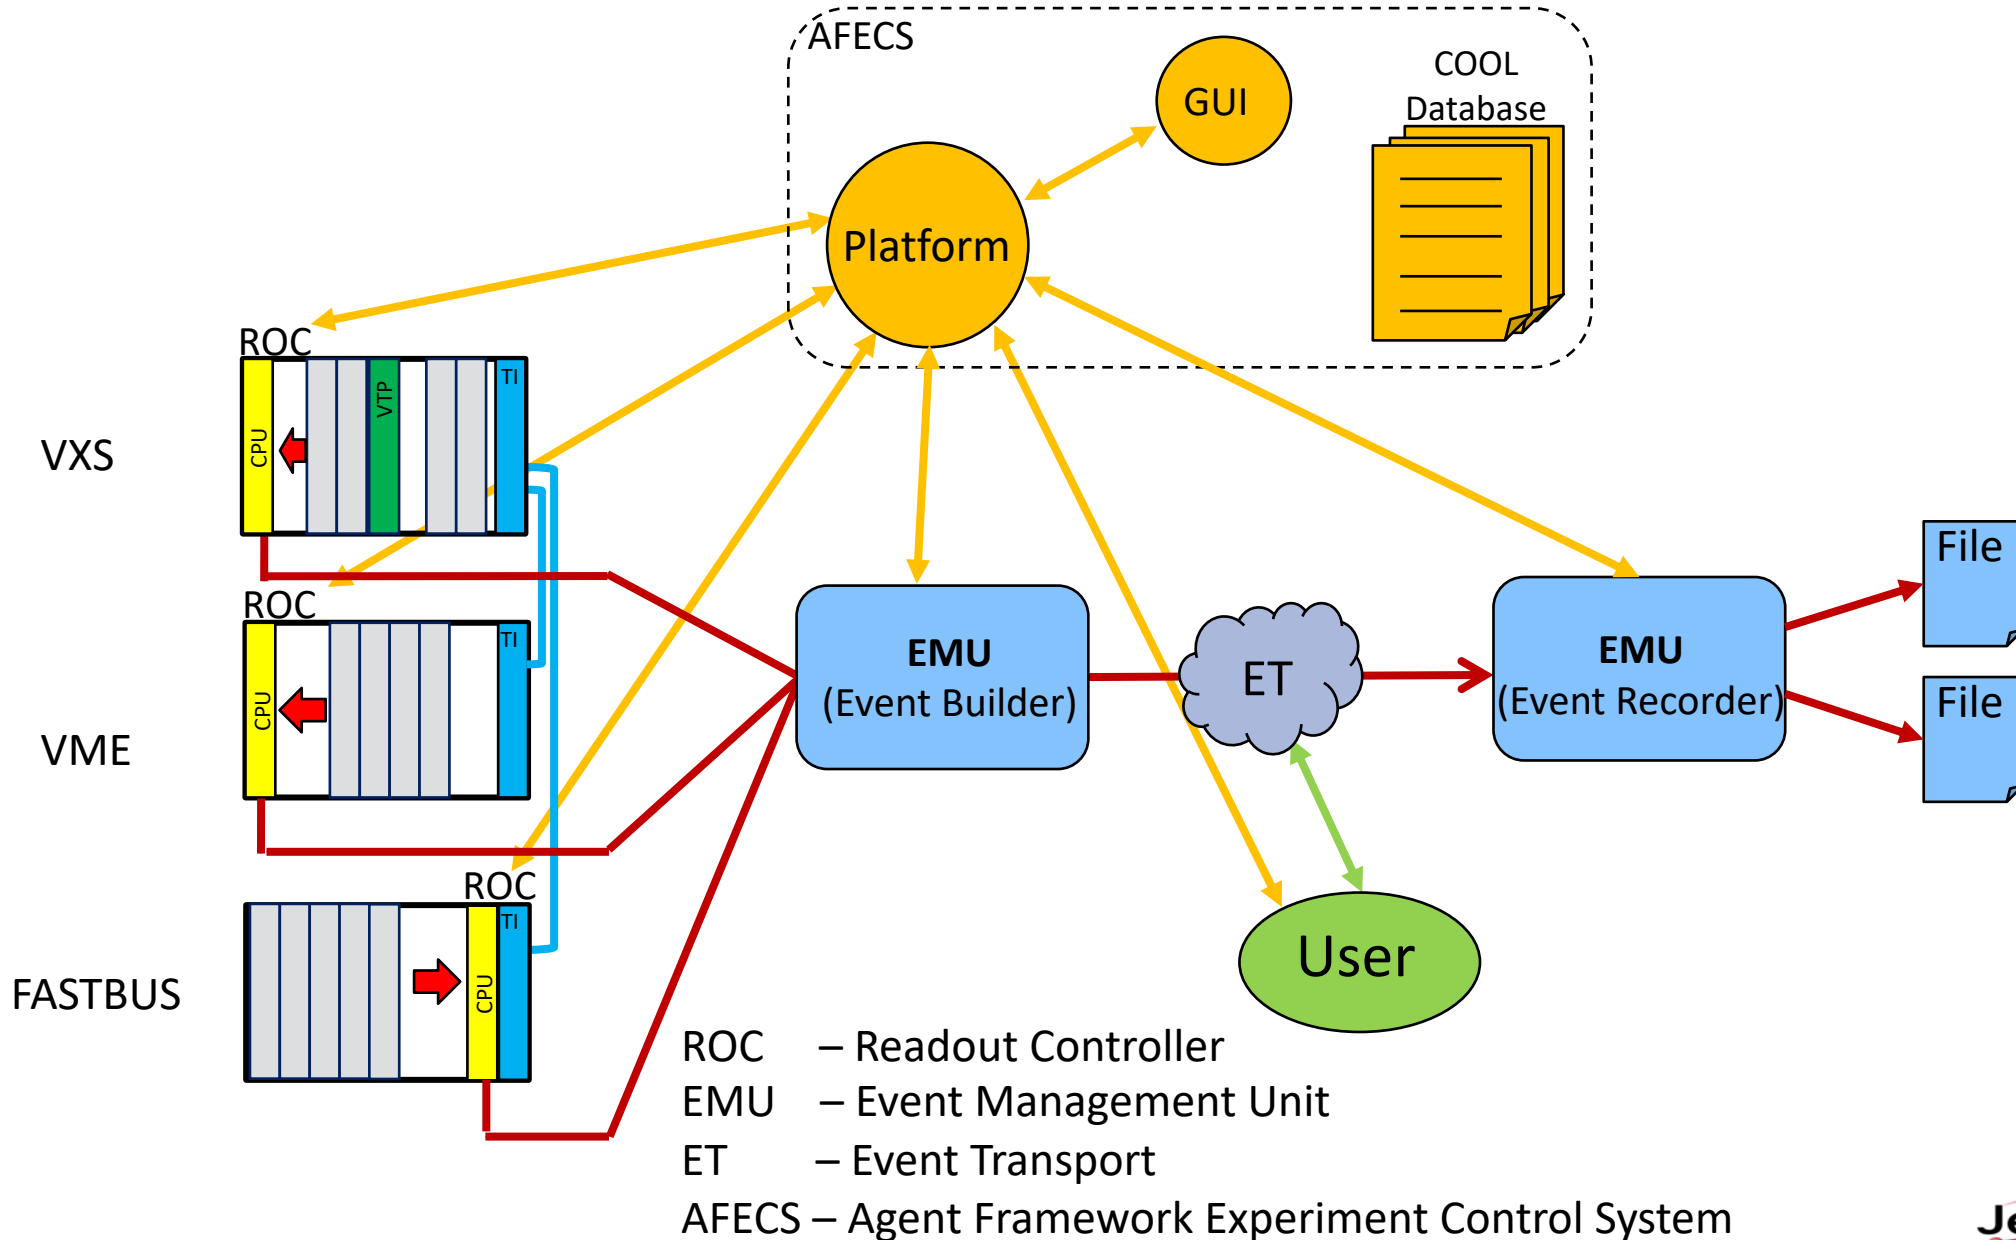 AFECS
GUI
COOL
Database
Platform
ROC
TI
VTP
CPU
VXS
ROC
TI
CPU
VME
ROC
TI
CPU
FASTBUS
EMU
(Event Builder)
ET
EMU
(Event Recorder)
File
File
User
ROC – Readout Controller
EMU – Event Management Unit
ET – Event Transport
AFECS – Agent Framework Experiment Control System